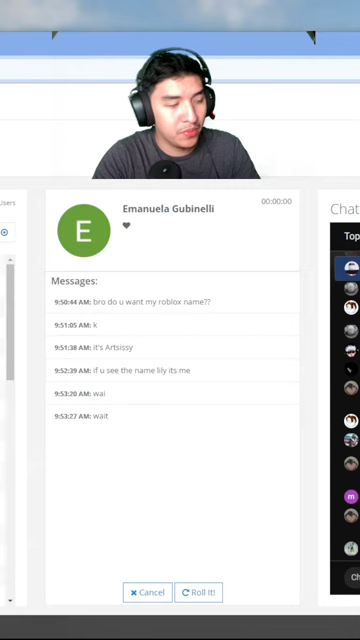 Users
Emanuela Gubinelli
00:00:00
E
Messages:
9:50:44 AM: bro do u want my roblox name??
9:51:05 AM: k
9:51:38 AM: it's Artsissy
9:52:39 AM: if u see the name lily its me
9:53:20 AM: wai
9:53:27 AM: wait
Cancel
Roll It!
Chat
Top
m
Ch